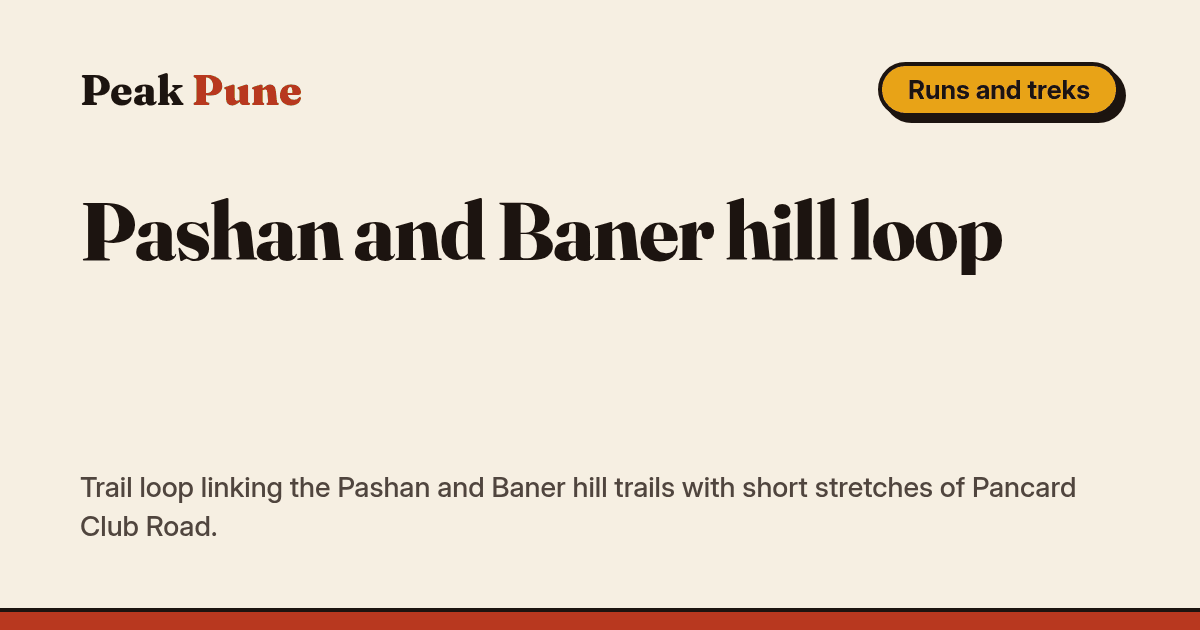 Peak Pune
Runs and treks
Pashan and Baner hill loop
Trail loop linking the Pashan and Baner hill trails with short stretches of Pancard
Club Road.